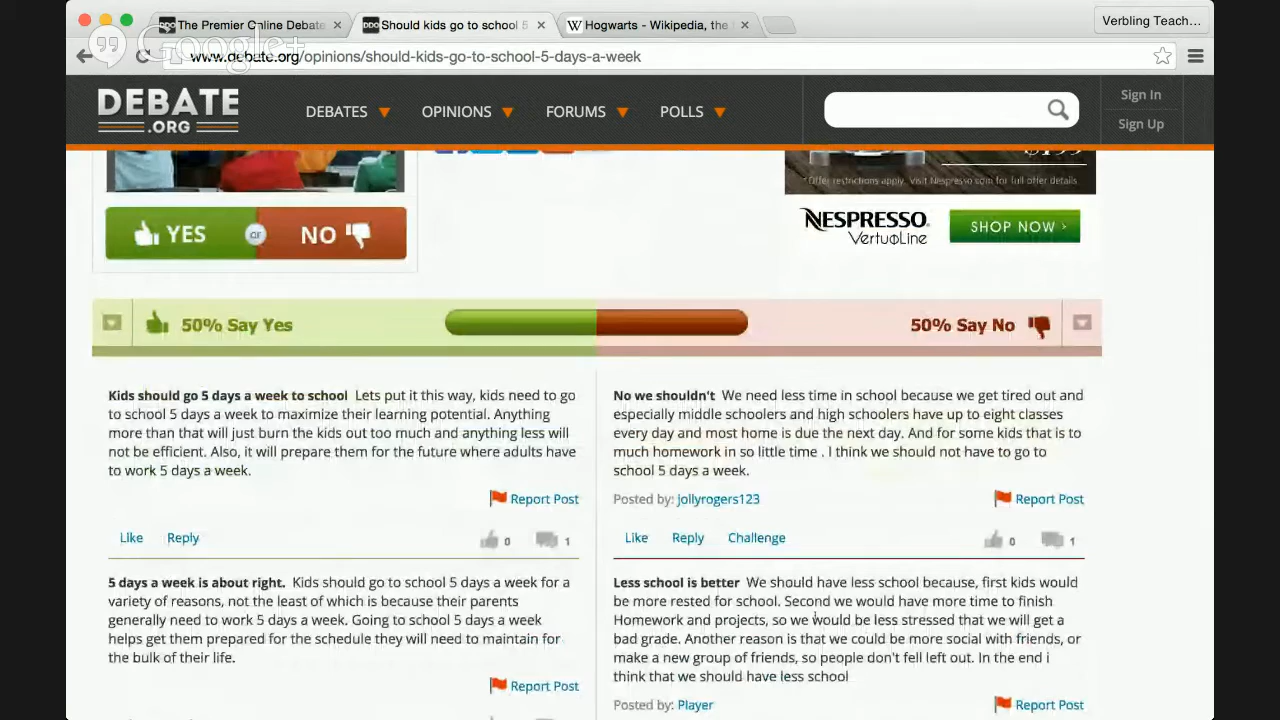 The Premier Online Debate
Should kids go to school 5
Hogwarts - Wikipedia, the
Verbling Teach…
Google+
www.debate.org/opinions/should-kids-go-to-school-5-days-a-week
DEBATE
.ORG
DEBATES
OPINIONS
FORUMS
POLLS
Sign In
Sign Up
*Offer restrictions apply. Visit Nespresso.com for full offer details
YES
or
NO
NESPRESSO
VertuoLine
SHOP NOW ›
50% Say Yes
50% Say No
Kids should go 5 days a week to school Lets put it this way, kids need to go
to school 5 days a week to maximize their learning potential. Anything
more than that will just burn the kids out too much and anything less will
not be efficient. Also, it will prepare them for the future where adults have
to work 5 days a week.
Report Post
Like Reply
0 1
5 days a week is about right. Kids should go to school 5 days a week for a
variety of reasons, not the least of which is because their parents
generally need to work 5 days a week. Going to school 5 days a week
helps get them prepared for the schedule they will need to maintain for
the bulk of their life.
Report Post
No we shouldn't We need less time in school because we get tired out and
especially middle schoolers and high schoolers have up to eight classes
every day and most home is due the next day. And for some kids that is to
much homework in so little time . I think we should not have to go to
school 5 days a week.
Posted by: jollyrogers123
Report Post
Like Reply Challenge
0 1
Less school is better We should have less school because, first kids would
be more rested for school. Second we would have more time to finish
Homework and projects, so we would be less stressed that we will get a
bad grade. Another reason is that we could be more social with friends, or
make a new group of friends, so people don't fell left out. In the end i
think that we should have less school
Posted by: Player
Report Post